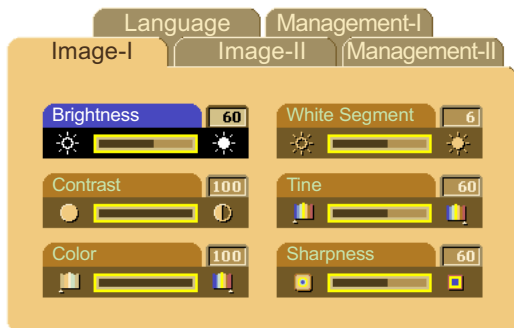 Language Management-I
Image-I Image-II Management-II
Brightness 60 White Segment 6
Contrast 100 Tine 60
Color 100 Sharpness 60